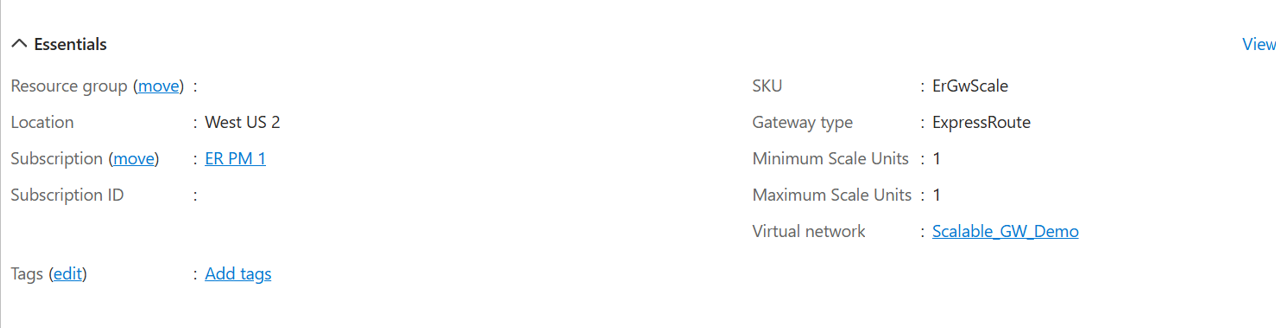 Essentials
View
Resource group (move) :
Location : West US 2
Subscription (move) : ER PM 1
Subscription ID :
Tags (edit) : Add tags
SKU : ErGwScale
Gateway type : ExpressRoute
Minimum Scale Units : 1
Maximum Scale Units : 1
Virtual network : Scalable_GW_Demo